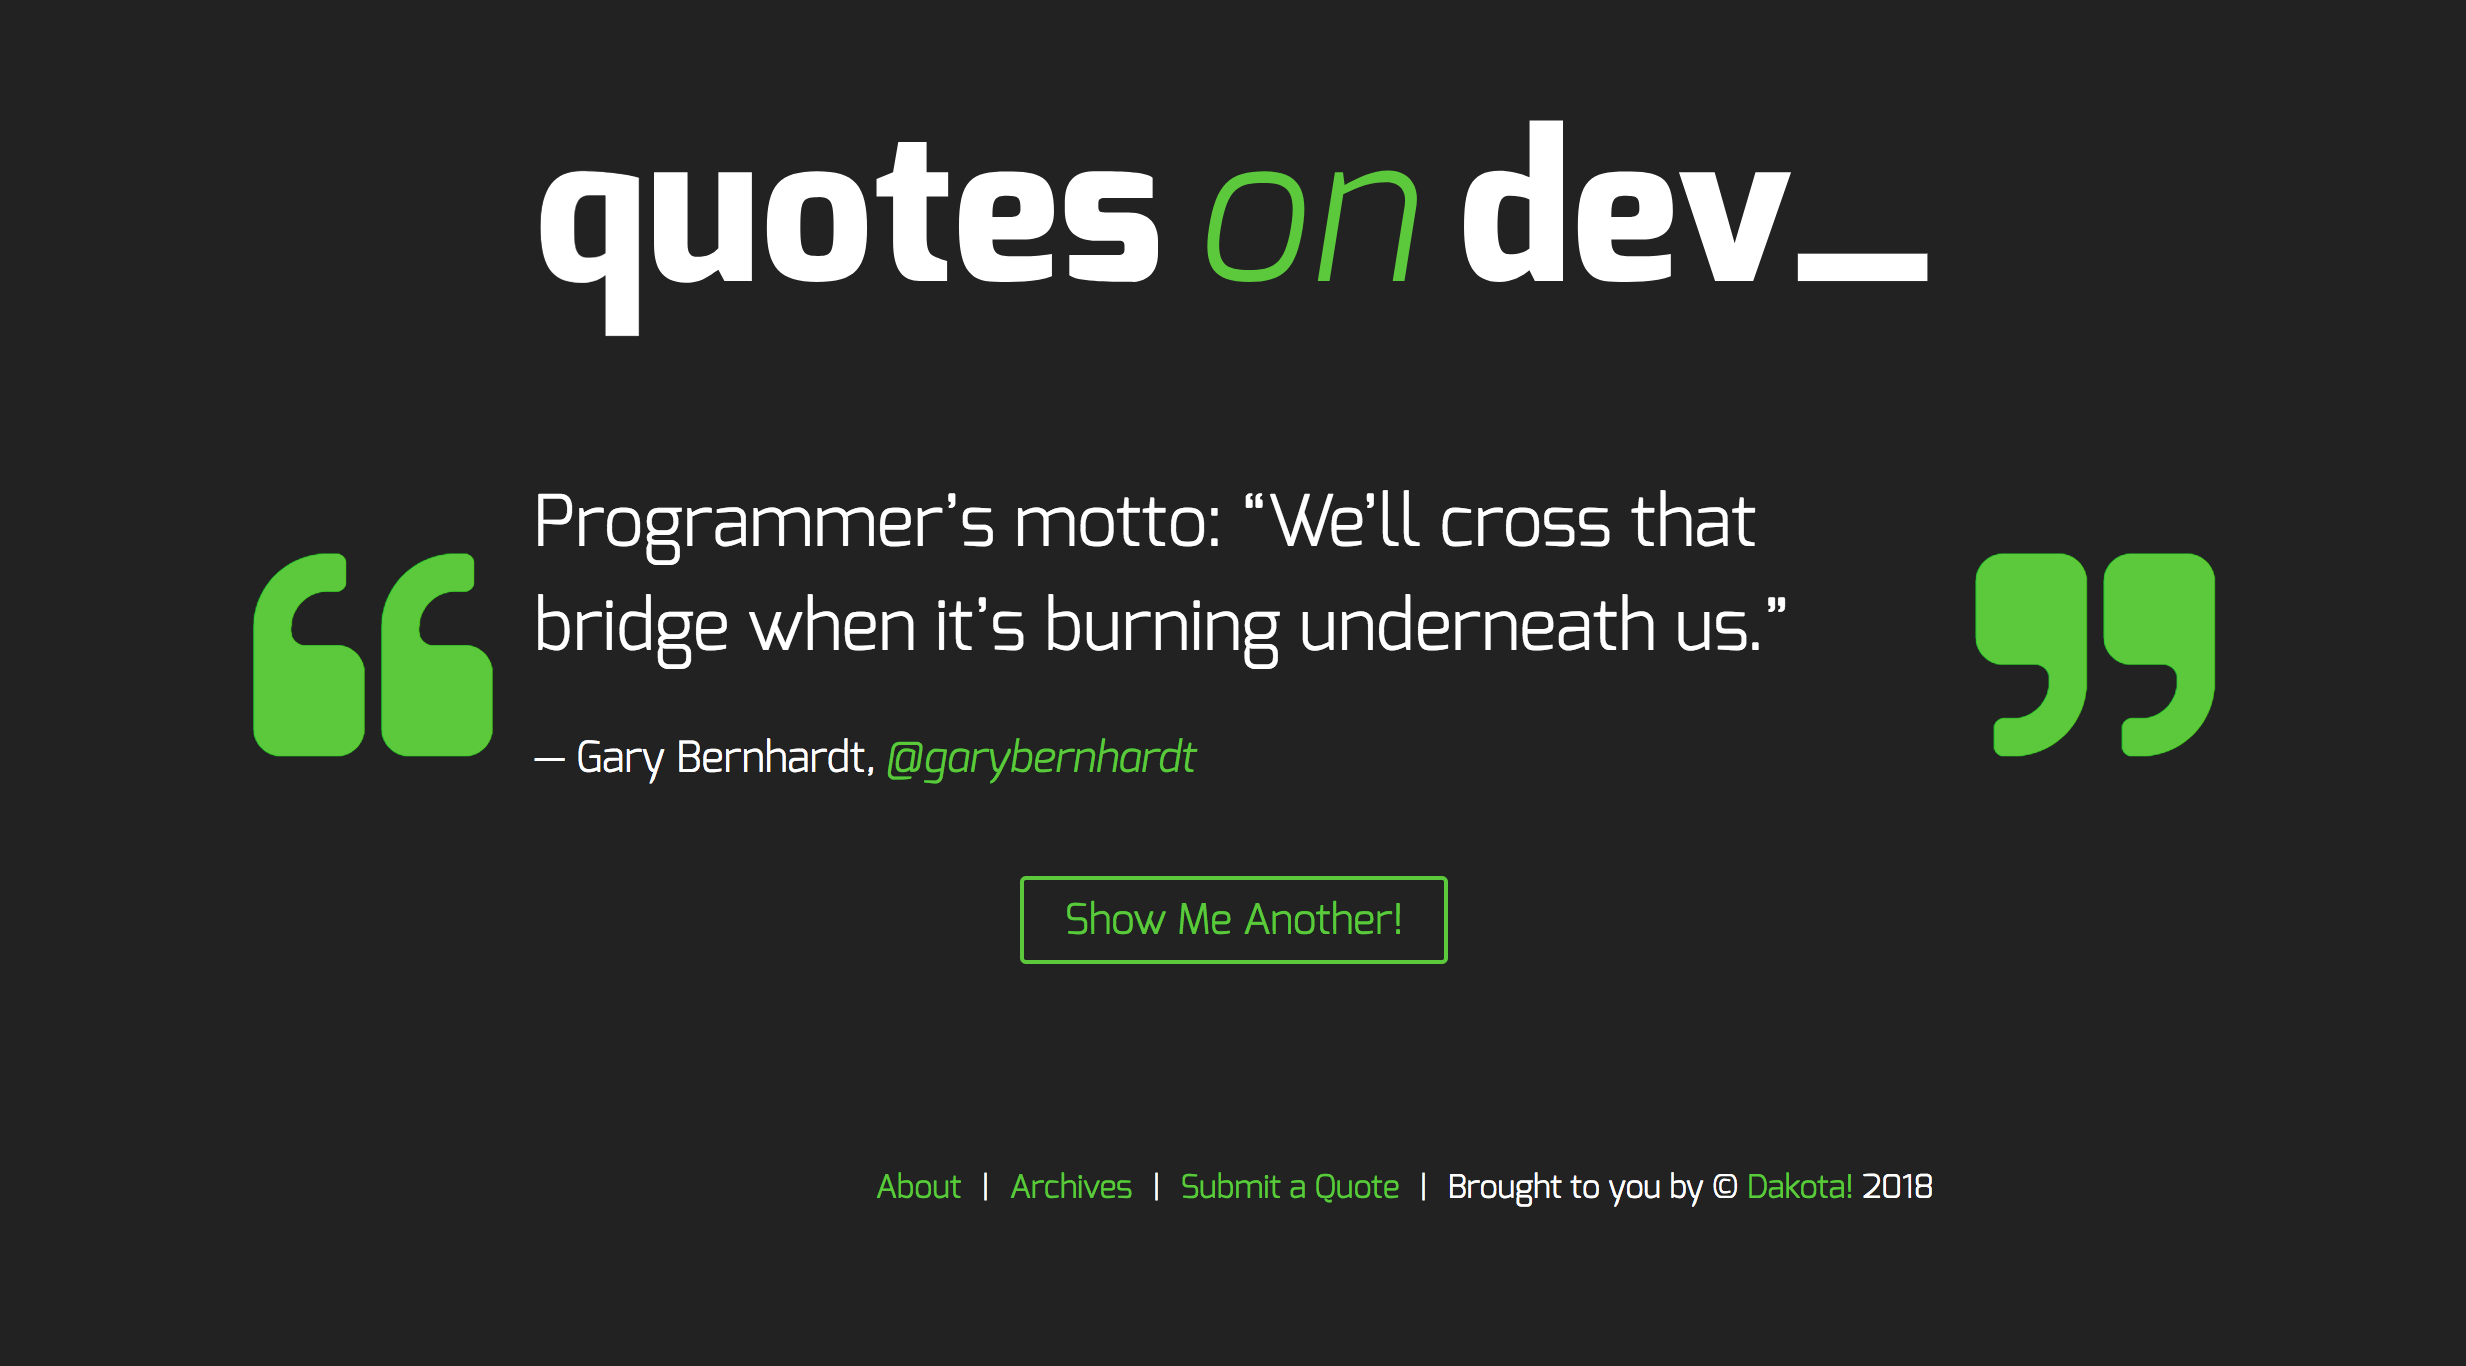 quotes on dev_
Programmer’s motto: “We’ll cross that
bridge when it’s burning underneath us.”
— Gary Bernhardt, @garybernhardt
Show Me Another!
About | Archives | Submit a Quote | Brought to you by © Dakota! 2018